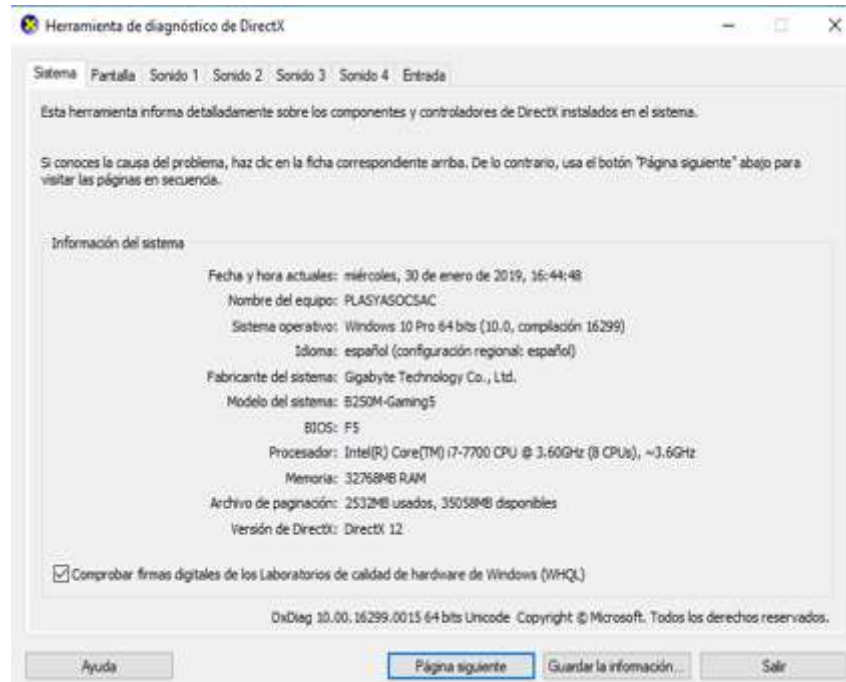 Herramienta de diagnóstico de DirectX
Sistema Pantalla Sonido 1 Sonido 2 Sonido 3 Sonido 4 Entrada
Esta herramienta informa detalladamente sobre los componentes y controladores de DirectX instalados en el sistema.
Si conoces la causa del problema, haz clic en la ficha correspondiente arriba. De lo contrario, usa el botón "Página siguiente" abajo para
visitar las páginas en secuencia.
Información del sistema
Fecha y hora actuales: miércoles, 30 de enero de 2019, 16:44:48
Nombre del equipo: PLASYASOCSAC
Sistema operativo: Windows 10 Pro 64 bits (10.0, compilación 16299)
Idioma: español (configuración regional: español)
Fabricante del sistema: Gigabyte Technology Co., Ltd.
Modelo del sistema: B250M-Gaming5
BIOS: F5
Procesador: Intel(R) Core(TM) i7-7700 CPU @ 3.60GHz (8 CPUs), ~3.6GHz
Memoria: 32768MB RAM
Archivo de paginación: 2532MB usados, 35058MB disponibles
Versión de DirectX: DirectX 12
Comprobar firmas digitales de los Laboratorios de calidad de hardware de Windows (WHQL)
DxDiag 10.00.16299.0015 64 bits Unicode Copyright © Microsoft. Todos los derechos reservados.
Ayuda Página siguiente Guardar la información... Salir